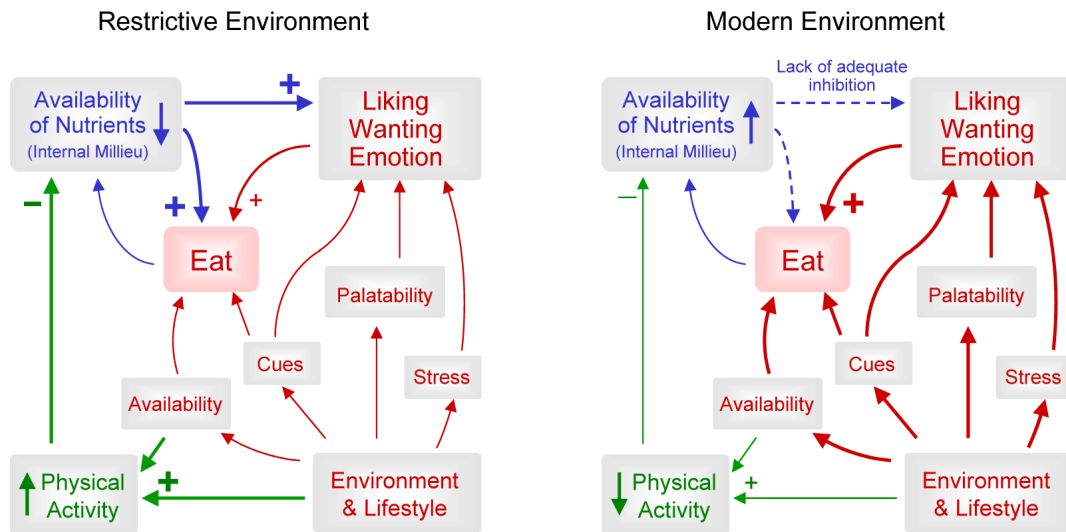 Restrictive Environment
Availability
of Nutrients
(Internal Millieu)
+
Liking
Wanting
Emotion
−
+
+
Eat
Palatability
Cues
Stress
Availability
Physical
Activity
+
Environment
& Lifestyle
Modern Environment
Lack of adequate
inhibition
Availability
of Nutrients
(Internal Millieu)
Liking
Wanting
Emotion
−
+
Eat
Palatability
Cues
Stress
Availability
Physical
Activity
+
Environment
& Lifestyle